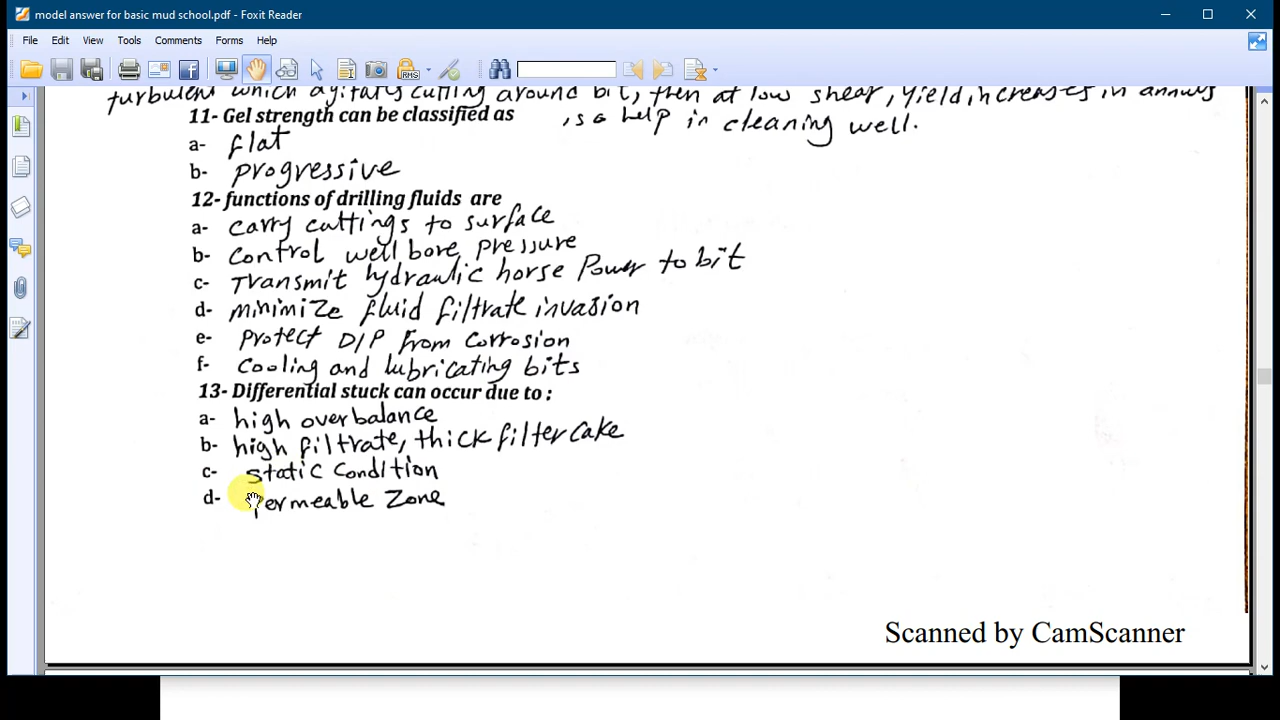 model answer for basic mud school.pdf - Foxit Reader
File Edit View Tools Comments Forms Help
turbulent which agitats cutting around bit, then at low shear, yield increases in annuls
11- Gel strength can be classified as is a help in cleaning well.
a- flat
b- progressive
12- functions of drilling fluids are
a- carry cuttings to surface
b- control well bore pressure
c- Transmit hydraulic horse Power to bit
d- minimize fluid filtrate invasion
e- Protect D/P from Corrosion
f- Cooling and lubricating bits
13- Differential stuck can occur due to :
a- high overbalance
b- high filtrate, thick filter Cake
c- static Condition
d- Permeable Zone
Scanned by CamScanner